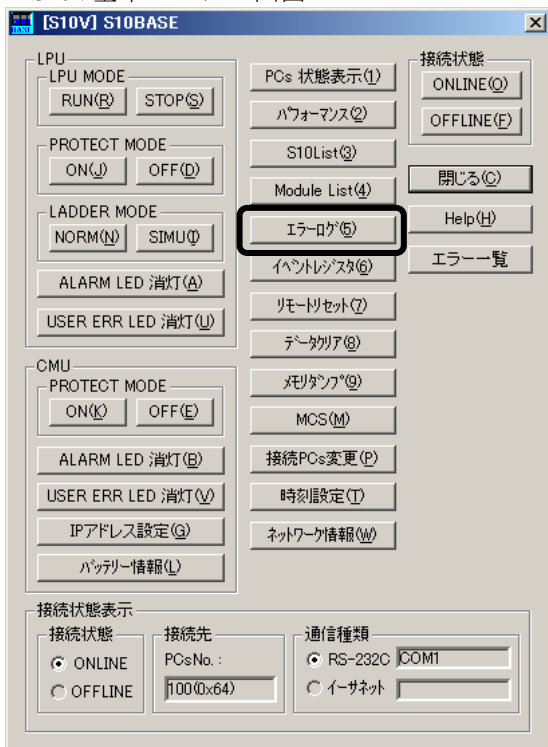 [S10V] S10BASE
LPU
LPU MODE
RUN(R) STOP(S)
PROTECT MODE
ON(J) OFF(D)
LADDER MODE
NORM(N) SIMU(I)
ALARM LED 消灯(A)
USER ERR LED 消灯(U)
CMU
PROTECT MODE
ON(K) OFF(E)
ALARM LED 消灯(B)
USER ERR LED 消灯(V)
IPアドレス設定(G)
バッテリー情報(L)
PCs 状態表示(1)
パフォーマンス(2)
S10List(3)
Module List(4)
エラーログ(5)
イベントレジスタ(6)
リモートリセット(7)
データクリア(8)
メモリダンプ(9)
MCS(M)
接続PCs変更(P)
時刻設定(T)
ネットワーク情報(W)
接続状態
ONLINE(O)
OFFLINE(F)
閉じる(C)
Help(H)
エラー一覧
接続状態表示
接続状態
ONLINE
OFFLINE
接続先
PCsNo. :
100(0x64)
通信種類
RS-232C COM1
イーサネット